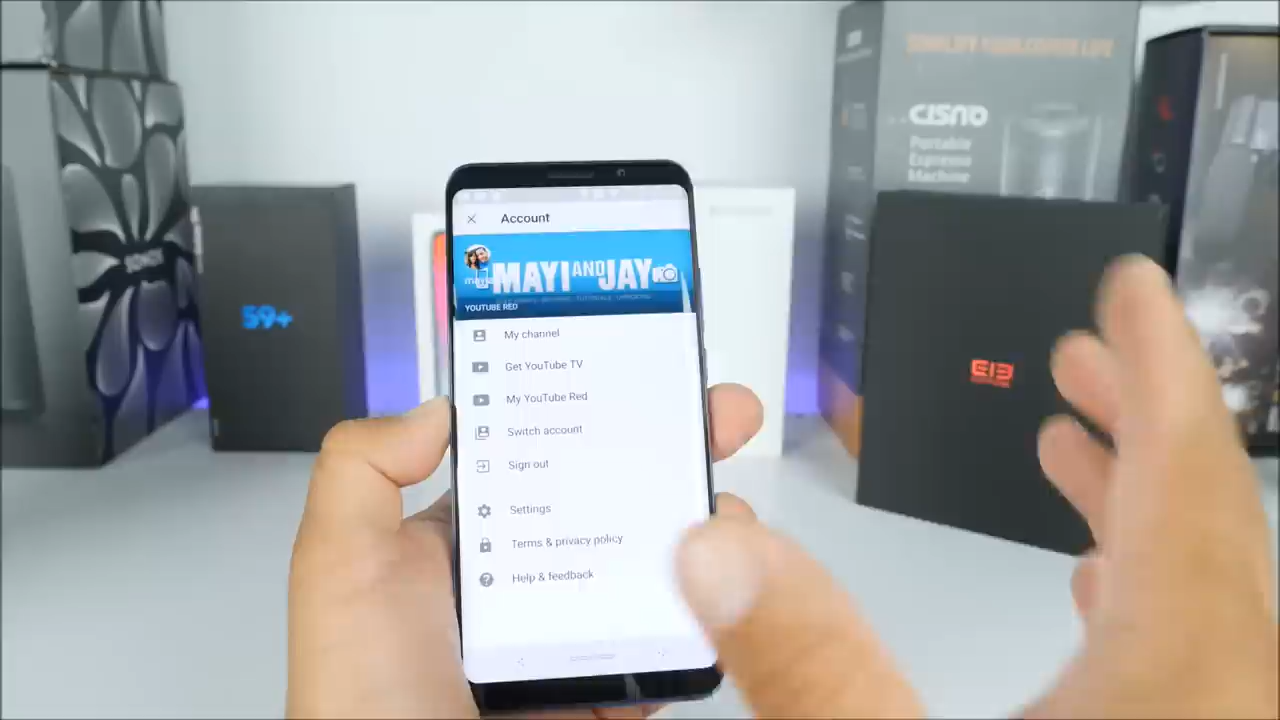 CISNO
Portable
Espresso
Machine
S9+
Account
MAYI AND JAY
YOUTUBE RED
My channel
Get YouTube TV
My YouTube Red
Switch account
Sign out
Settings
Terms & privacy policy
Help & feedback